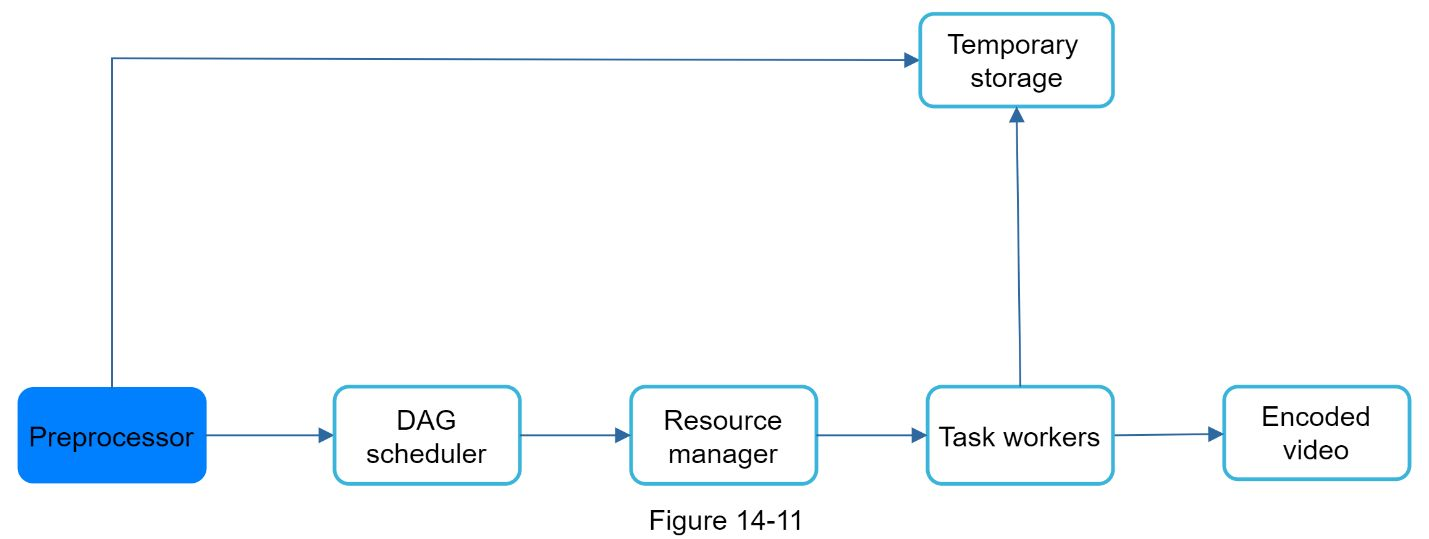 Temporary
storage
Preprocessor
DAG
scheduler
Resource
manager
Task workers
Encoded
video
Figure 14-11